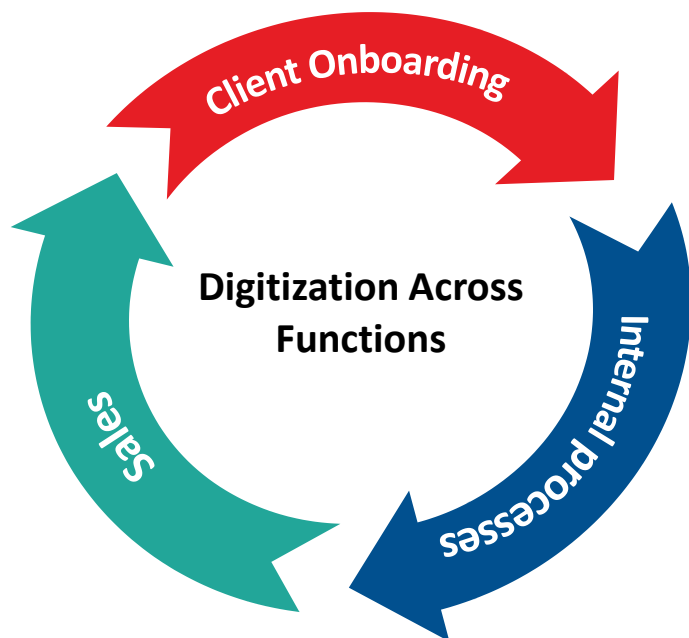 Client Onboarding
Digitization Across
Functions
Internal processes
Sales